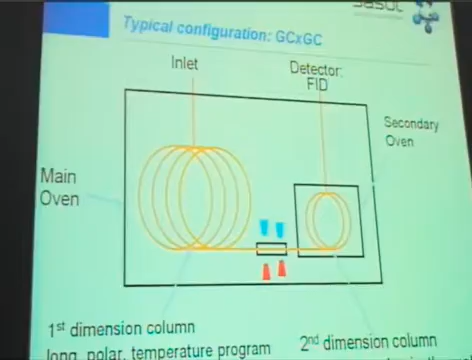 sasol
Typical configuration: GCxGC
Inlet
Detector:
FID
Secondary
Oven
Main
Oven
1st dimension column
long, polar, temperature program
2nd dimension column